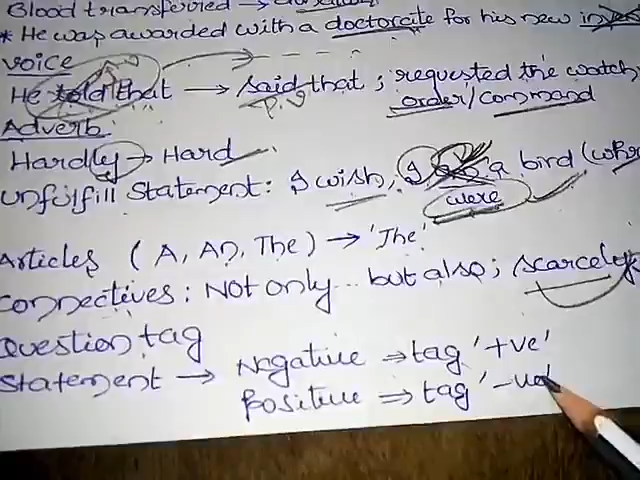 Blood transferred →
* He was awarded with a doctorcite for his new
voice
He told that → said that ; requested the watch
P.V order/command
Adverb:
Hardly → Hard
unfulfill Statement: I wish, I a bird (
were
Articles (A, An, The) → 'The'.
Connectives: Not only... but also; scarcely
Question tag
Statement → Negative ⇒ tag '+ve'
Positive ⇒ tag '-ve'